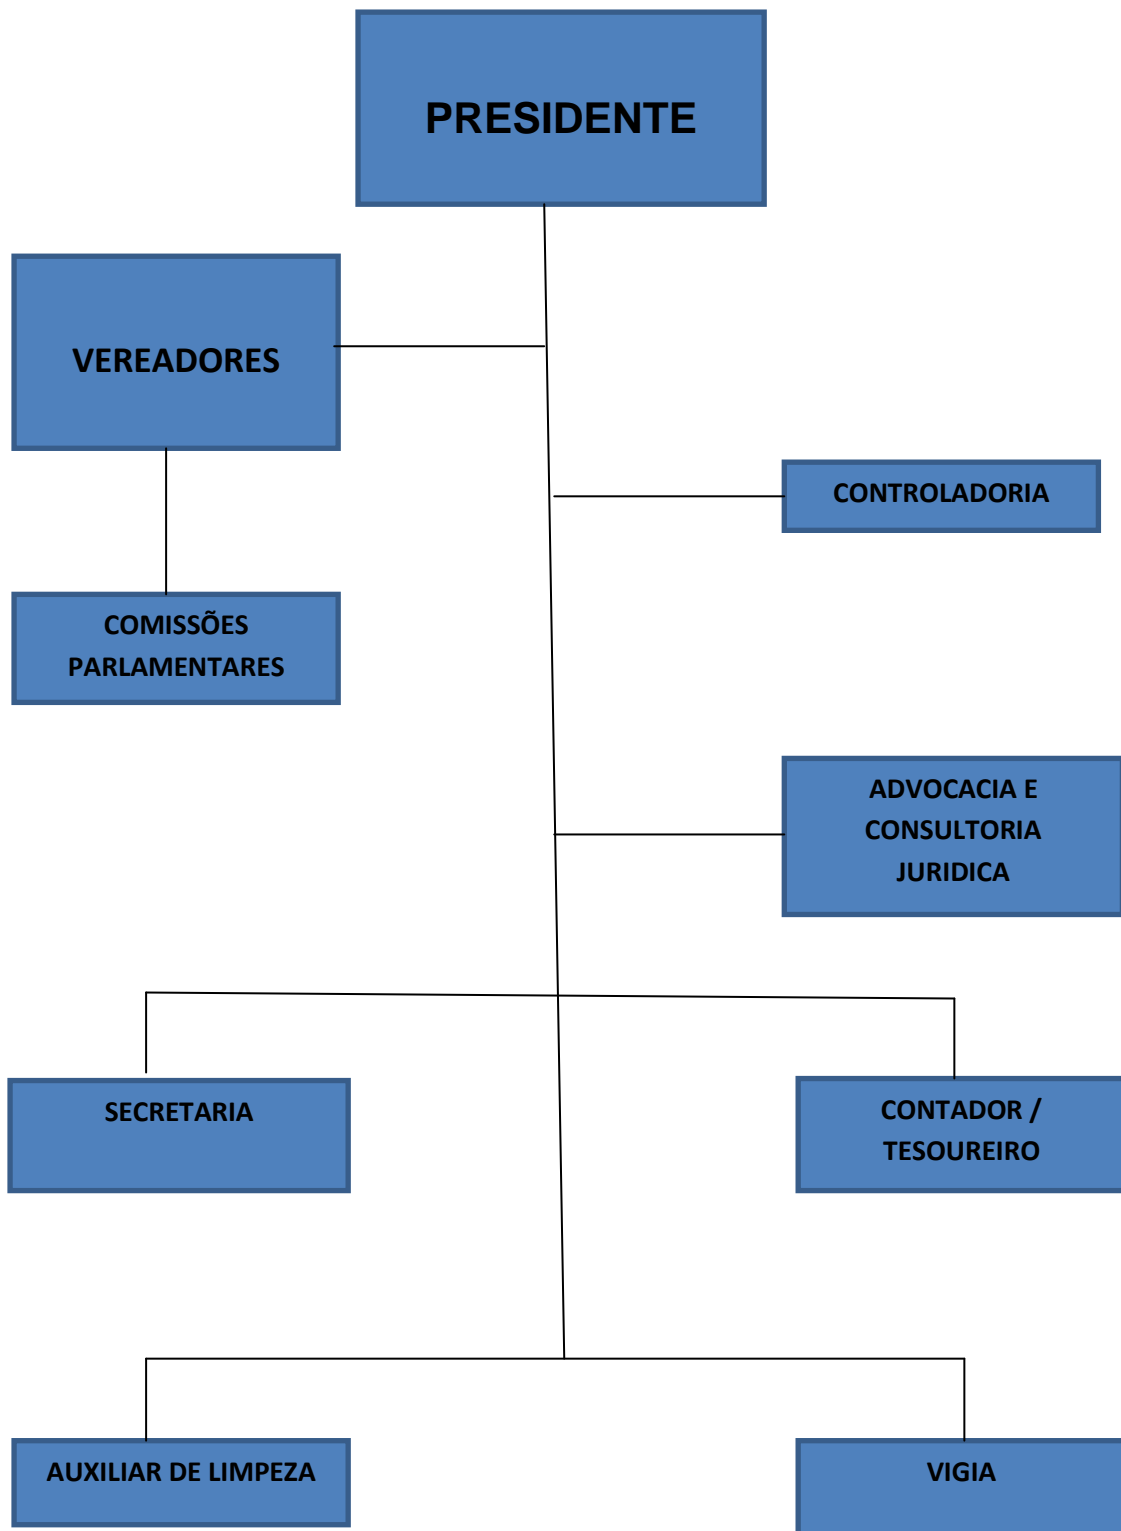 PRESIDENTE
VEREADORES
CONTROLADORIA
COMISSÕES
PARLAMENTARES
ADVOCACIA E
CONSULTORIA
JURIDICA
SECRETARIA
CONTADOR /
TESOUREIRO
AUXILIAR DE LIMPEZA
VIGIA